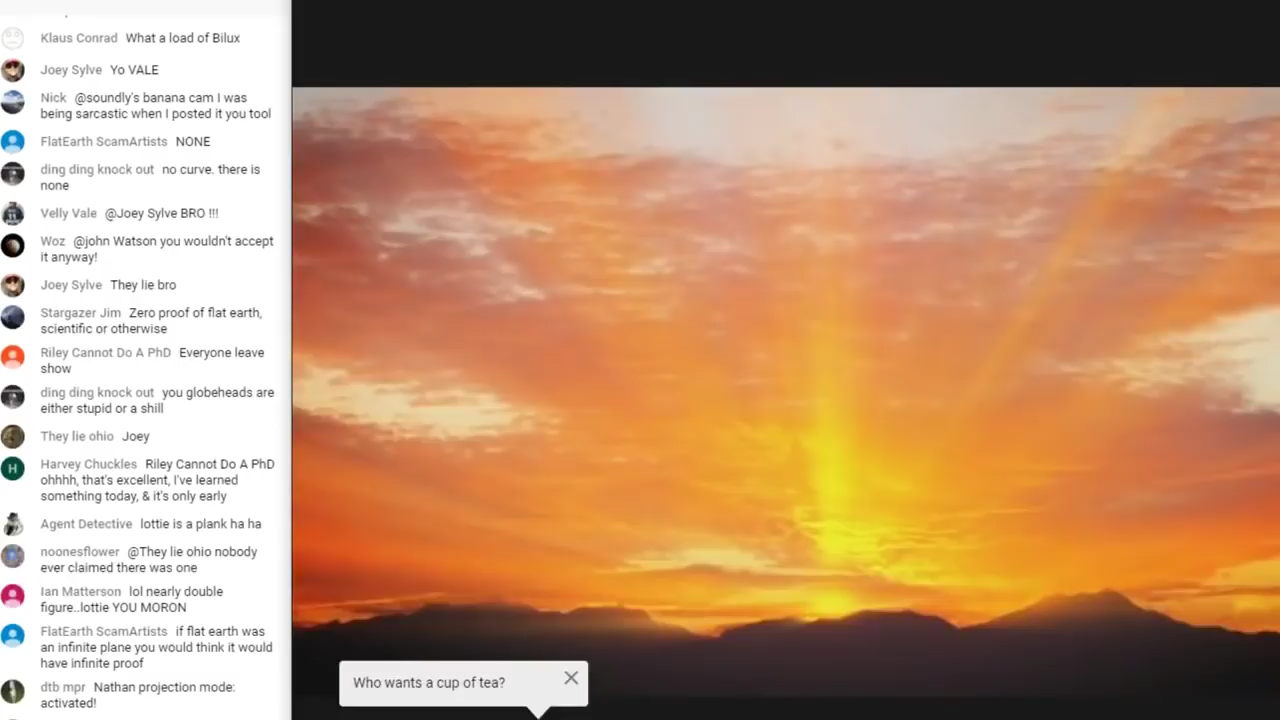 Klaus Conrad What a load of Bilux
Joey Sylve Yo VALE
Nick @soundly's banana cam I was
being sarcastic when I posted it you tool
FlatEarth ScamArtists NONE
ding ding knock out no curve. there is
none
Velly Vale @Joey Sylve BRO !!!
Woz @john Watson you wouldn't accept
it anyway!
Joey Sylve They lie bro
Stargazer Jim Zero proof of flat earth,
scientific or otherwise
Riley Cannot Do A PhD Everyone leave
show
ding ding knock out you globeheads are
either stupid or a shill
They lie ohio Joey
H
Harvey Chuckles Riley Cannot Do A PhD
ohhhh, that's excellent, I've learned
something today, & it's only early
Agent Detective lottie is a plank ha ha
noonesflower @They lie ohio nobody
ever claimed there was one
Ian Matterson lol nearly double
figure..lottie YOU MORON
FlatEarth ScamArtists if flat earth was
an infinite plane you would think it would
have infinite proof
dtb mpr Nathan projection mode:
activated!
Who wants a cup of tea?